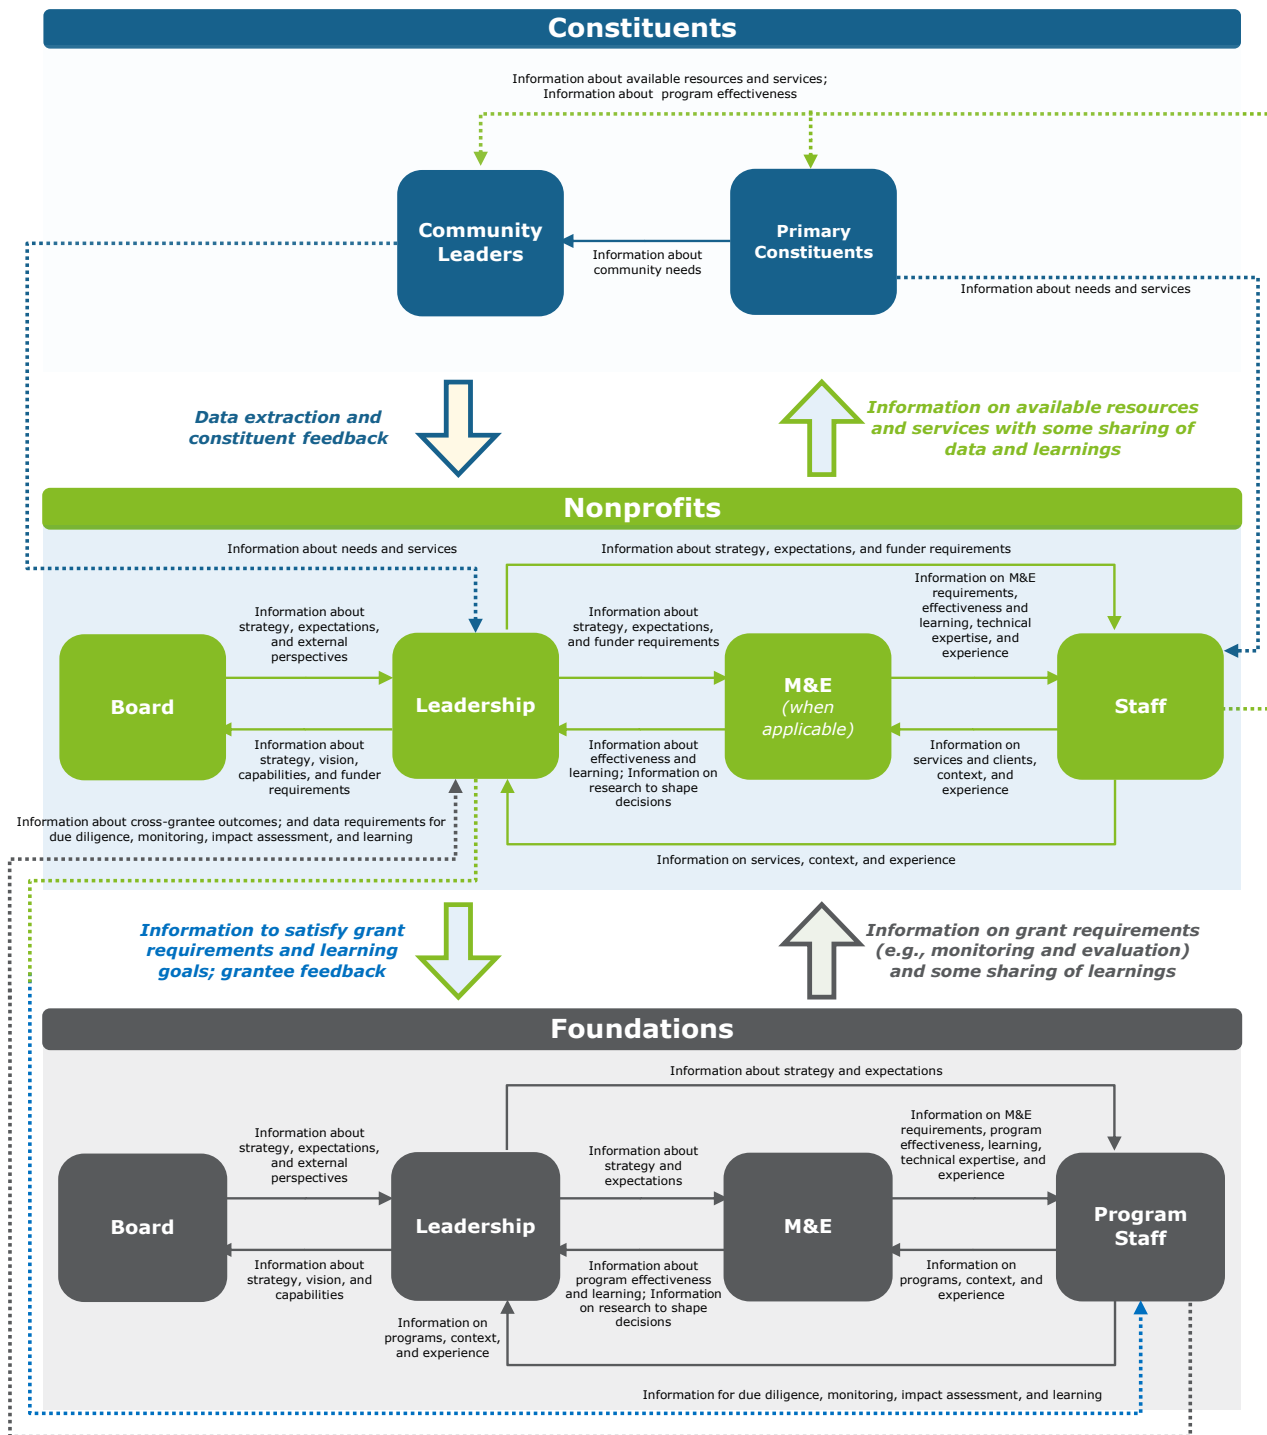 Constituents
Information about available resources and services;
Information about  program effectiveness
Community
Leaders
Primary
Constituents
Information about
community needs
Information about needs and services
Data extraction and
constituent feedback
Information on available resources
and services with some sharing of
data and learnings
Nonprofits
Information about needs and services
Information about strategy, expectations, and funder requirements
Information about
strategy, expectations,
and external
perspectives
Information about
strategy, expectations,
and funder requirements
Information on M&E
requirements,
effectiveness and
learning, technical
expertise, and
experience
Board
Leadership
M&E
(when
applicable)
Staff
Information about
strategy, vision,
capabilities, and funder
requirements
Information about
effectiveness and
learning; Information on
research to shape
decisions
Information on
services and clients,
context, and
experience
Information about cross-grantee outcomes; and data requirements for
due diligence, monitoring, impact assessment, and learning
Information on services, context, and experience
Information to satisfy grant
requirements and learning
goals; grantee feedback
Information on grant requirements
(e.g., monitoring and evaluation)
and some sharing of learnings
Foundations
Information about strategy and expectations
Information about
strategy, expectations,
and external
perspectives
Information about
strategy and
expectations
Information on M&E
requirements, program
effectiveness, learning,
technical expertise, and
experience
Board
Leadership
M&E
Program
Staff
Information about
strategy, vision, and
capabilities
Information about
program effectiveness
and learning; Information
on research to shape
decisions
Information on
programs, context, and
experience
Information on
programs, context,
and experience
Information for due diligence, monitoring, impact assessment, and learning